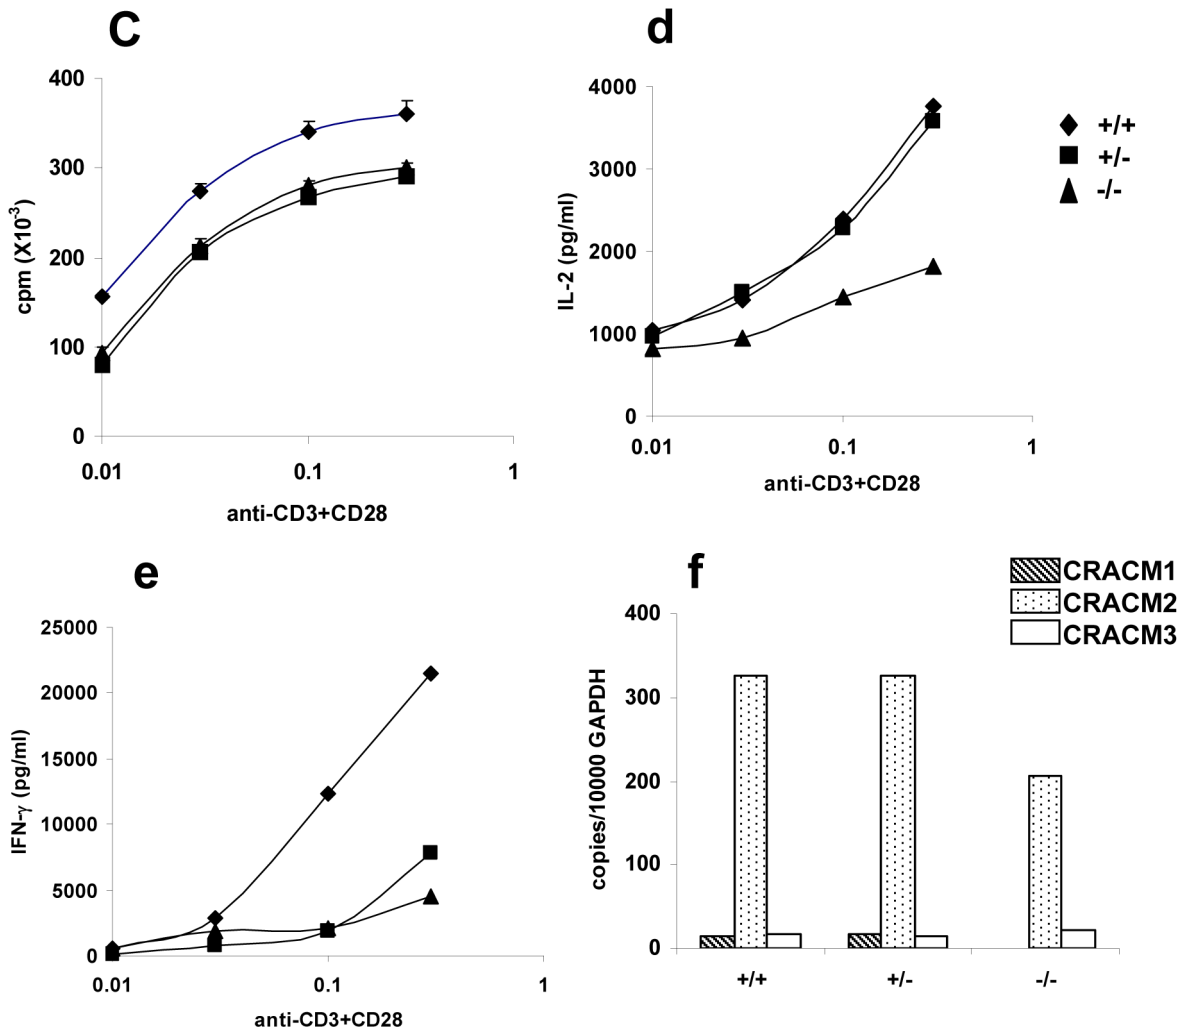 C
400
300
200
100
0
cpm (X10-3)
0.01 0.1 1
anti-CD3+CD28
d
4000
3000
2000
1000
0
IL-2 (pg/ml)
0.01 0.1 1
anti-CD3+CD28
+/+
+/-
-/-
e
25000
20000
15000
10000
5000
0
IFN-γ (pg/ml)
0.01 0.1 1
anti-CD3+CD28
f
CRACM1
CRACM2
CRACM3
400
300
200
100
0
copies/10000 GAPDH
+/+ +/- -/-